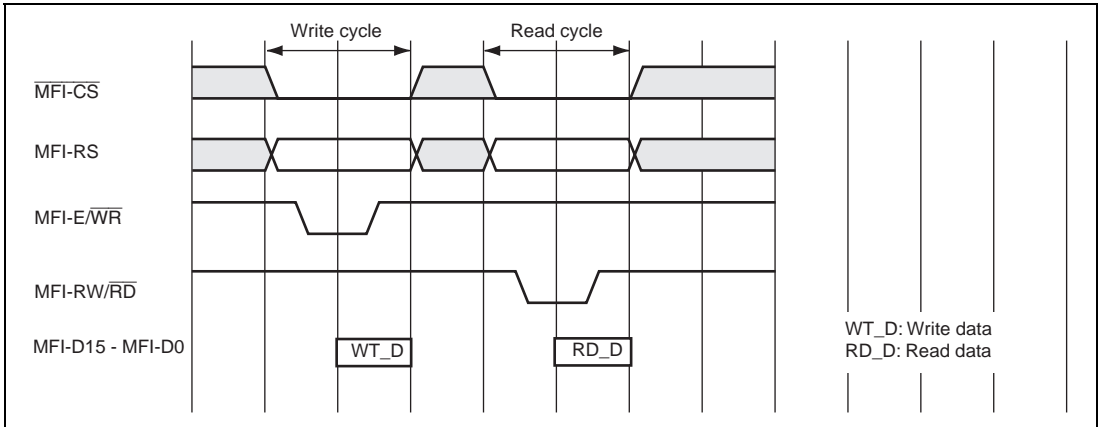 Write cycle Read cycle
MFI-CS
MFI-RS
MFI-E/WR
MFI-RW/RD
MFI-D15 - MFI-D0 WT_D RD_D
WT_D: Write data
RD_D: Read data